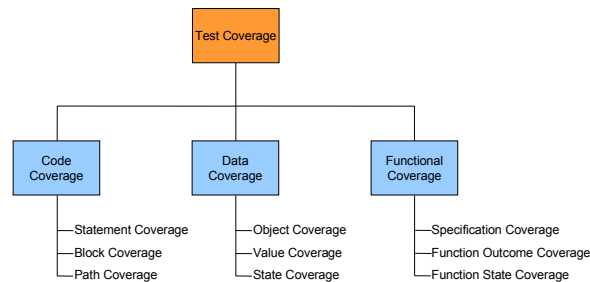 Test Coverage
Code
Coverage
Data
Coverage
Functional
Coverage
Statement Coverage
Block Coverage
Path Coverage
Object Coverage
Value Coverage
State Coverage
Specification Coverage
Function Outcome Coverage
Function State Coverage